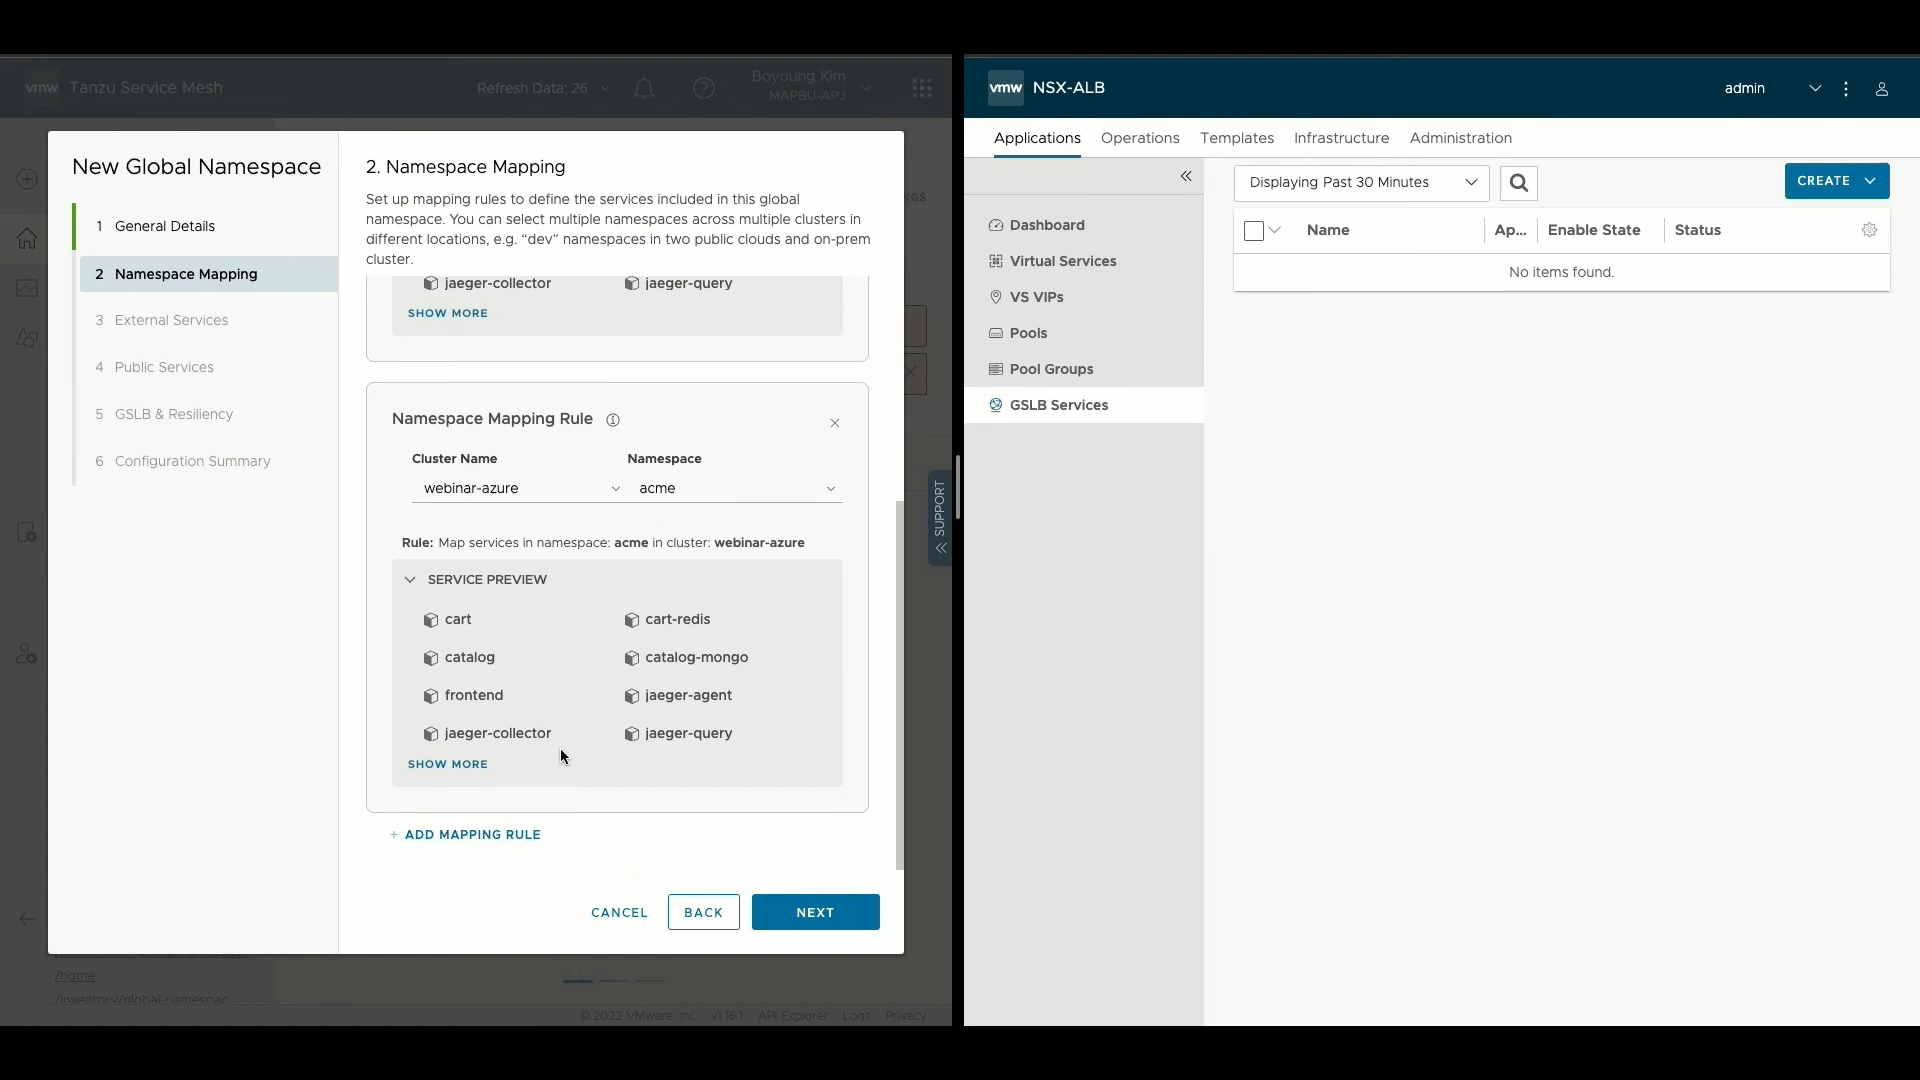 vmw Tanzu Service Mesh
Refresh Data: 26
Boyoung Kim
MAPBU-APJ
New Global Namespace
1 General Details
2 Namespace Mapping
3 External Services
4 Public Services
5 GSLB & Resiliency
6 Configuration Summary
2. Namespace Mapping
Set up mapping rules to define the services included in this global
namespace. You can select multiple namespaces across multiple clusters in
different locations, e.g. “dev” namespaces in two public clouds and on-prem
cluster.
jaeger-collector jaeger-query
SHOW MORE
Namespace Mapping Rule
Cluster Name Namespace
webinar-azure acme
Rule: Map services in namespace: acme in cluster: webinar-azure
SERVICE PREVIEW
cart cart-redis
catalog catalog-mongo
frontend jaeger-agent
jaeger-collector jaeger-query
SHOW MORE
+ ADD MAPPING RULE
CANCEL BACK NEXT
SUPPORT
/home
/inventory/global-namespac
© 2022 VMware, Inc v1.16.1 API Explorer Logs Privacy
vmw NSX-ALB
admin
Applications Operations Templates Infrastructure Administration
Dashboard
Virtual Services
VS VIPs
Pools
Pool Groups
GSLB Services
Displaying Past 30 Minutes
CREATE
Name Ap... Enable State Status
No items found.